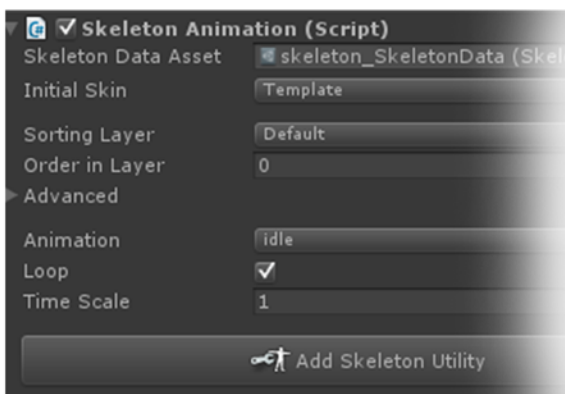 Skeleton Animation (Script)
Skeleton Data Asset skeleton_SkeletonData (Skel
Initial Skin Template
Sorting Layer Default
Order in Layer 0
Advanced
Animation idle
Loop
Time Scale 1
Add Skeleton Utility